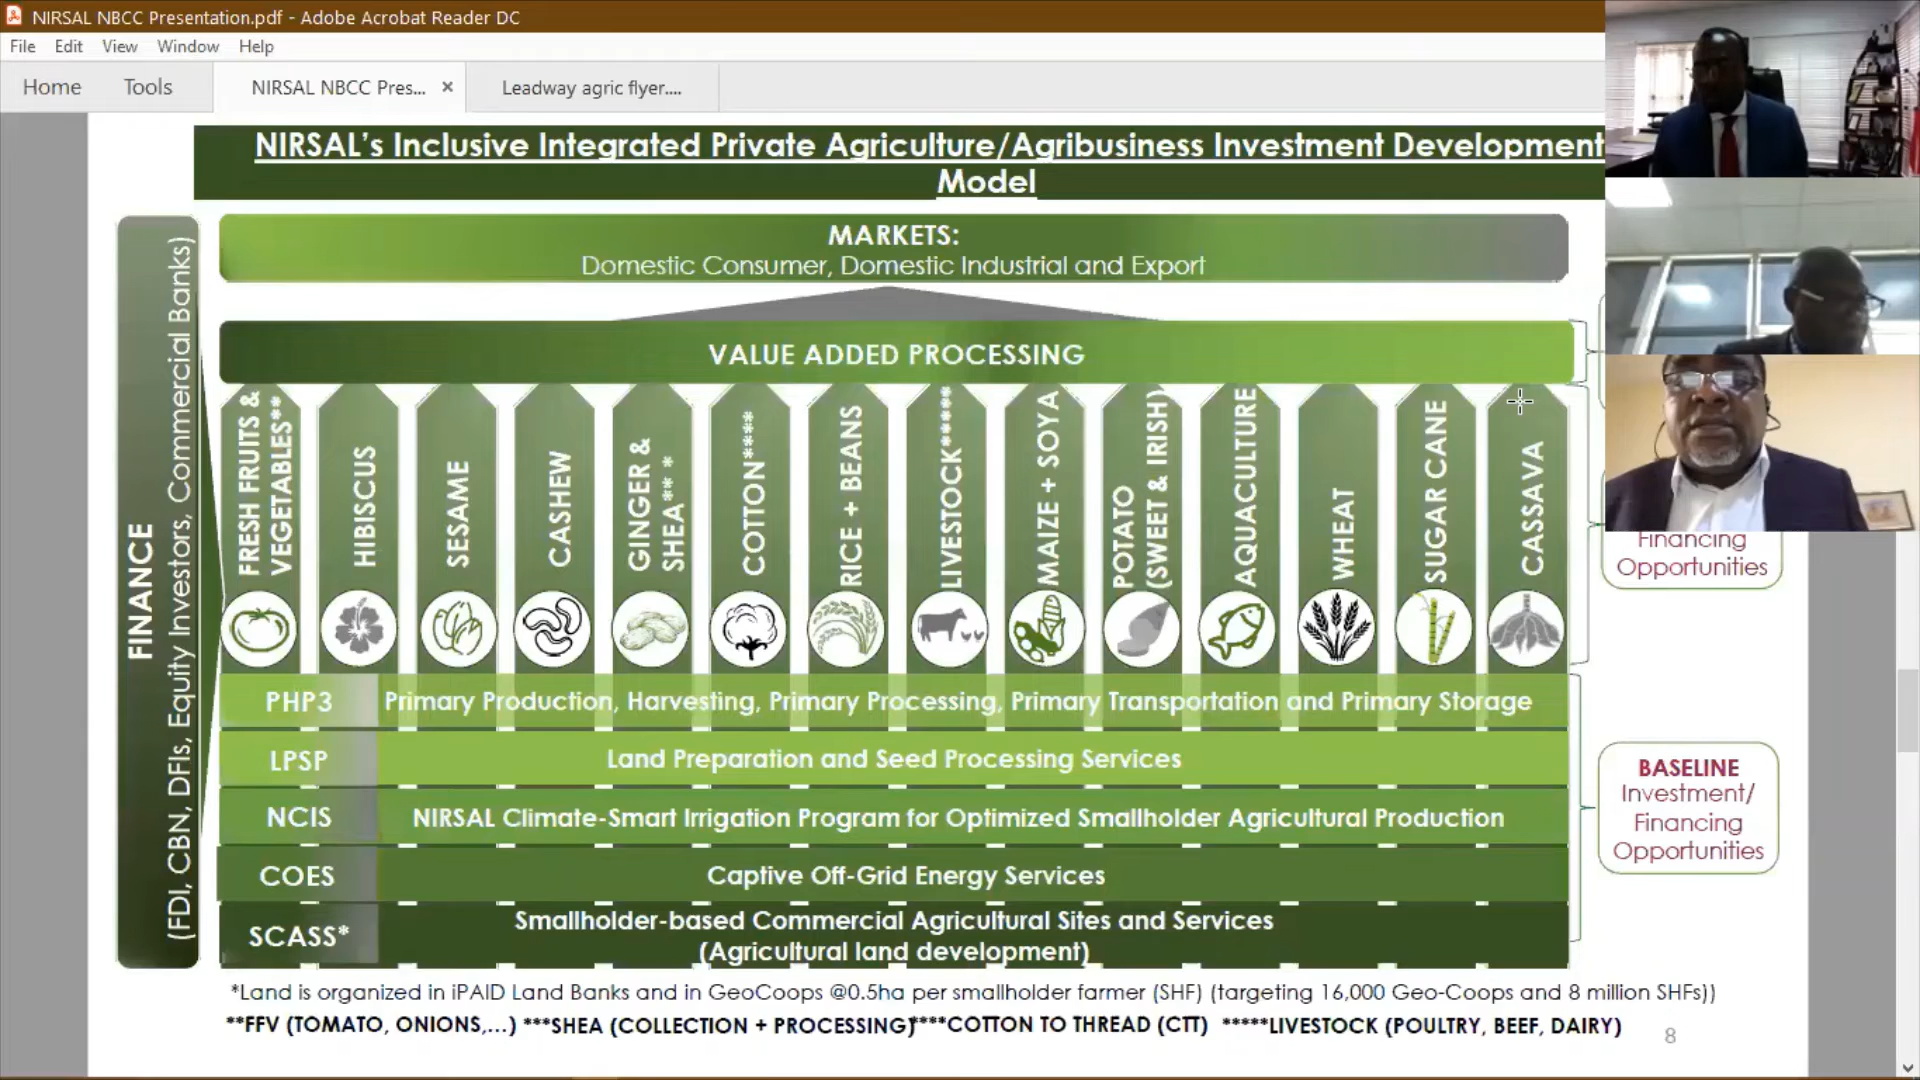 NIRSAL NBCC Presentation.pdf - Adobe Acrobat Reader DC
File Edit View Window Help
Home Tools NIRSAL NBCC Pres... × Leadway agric flyer....
NIRSAL's Inclusive Integrated Private Agriculture/Agribusiness Investment Development
Model
MARKETS:
Domestic Consumer, Domestic Industrial and Export
VALUE ADDED PROCESSING
FINANCE
(FDI, CBN, DFIs, Equity Investors, Commercial Banks)
FRESH FRUITS &
VEGETABLES**
HIBISCUS
SESAME
CASHEW
GINGER &
SHEA** *
COTTON****
RICE + BEANS
LIVESTOCK*****
MAIZE + SOYA
POTATO
(SWEET & IRISH)
AQUACULTURE
WHEAT
SUGAR CANE
CASSAVA
Financing
Opportunities
PHP3 Primary Production, Harvesting, Primary Processing, Primary Transportation and Primary Storage
LPSP Land Preparation and Seed Processing Services
NCIS NIRSAL Climate-Smart Irrigation Program for Optimized Smallholder Agricultural Production
COES Captive Off-Grid Energy Services
SCASS* Smallholder-based Commercial Agricultural Sites and Services
(Agricultural land development)
BASELINE
Investment/
Financing
Opportunities
*Land is organized in iPAID Land Banks and in GeoCoops @0.5ha per smallholder farmer (SHF) (targeting 16,000 Geo-Coops and 8 million SHFs))
**FFV (TOMATO, ONIONS,...) ***SHEA (COLLECTION + PROCESSING)****COTTON TO THREAD (CTT) *****LIVESTOCK (POULTRY, BEEF, DAIRY)
8